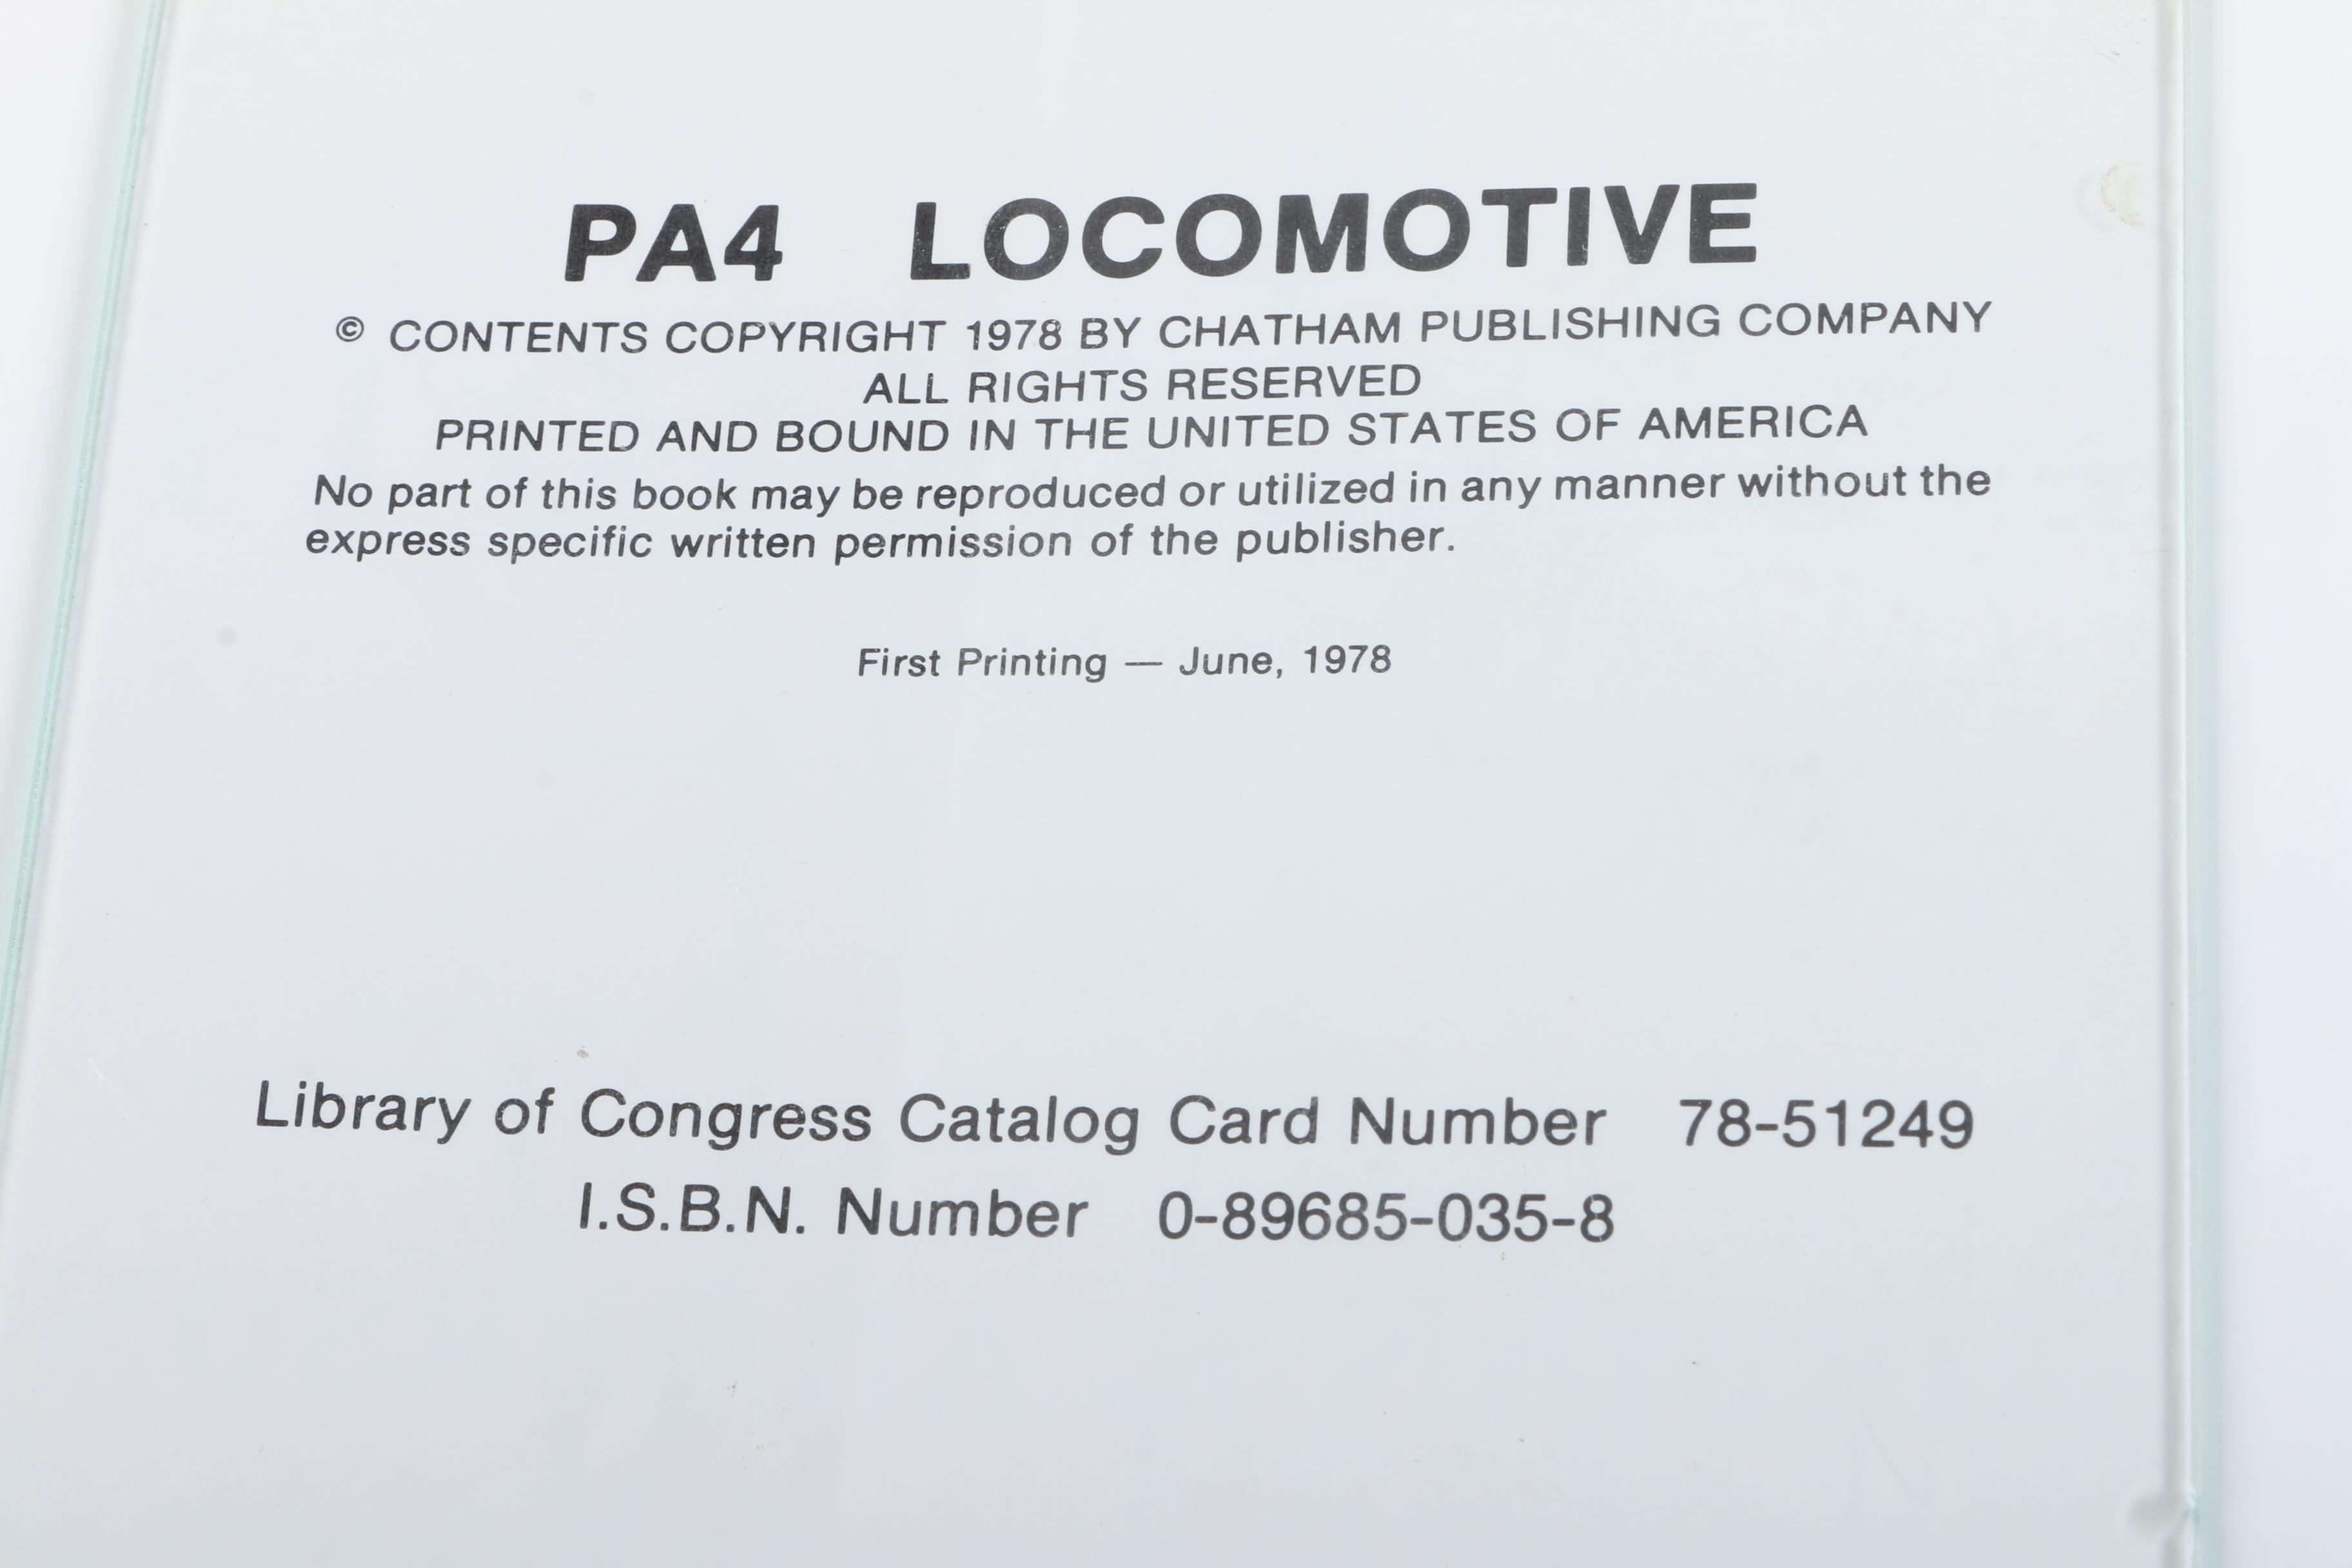 PA4 LOCOMOTIVE
© CONTENTS COPYRIGHT 1978 BY CHATHAM PUBLISHING COMPANY
ALL RIGHTS RESERVED
PRINTED AND BOUND IN THE UNITED STATES OF AMERICA
No part of this book may be reproduced or utilized in any manner without the
express specific written permission of the publisher.
First Printing — June, 1978
Library of Congress Catalog Card Number 78-51249
I.S.B.N. Number 0-89685-035-8